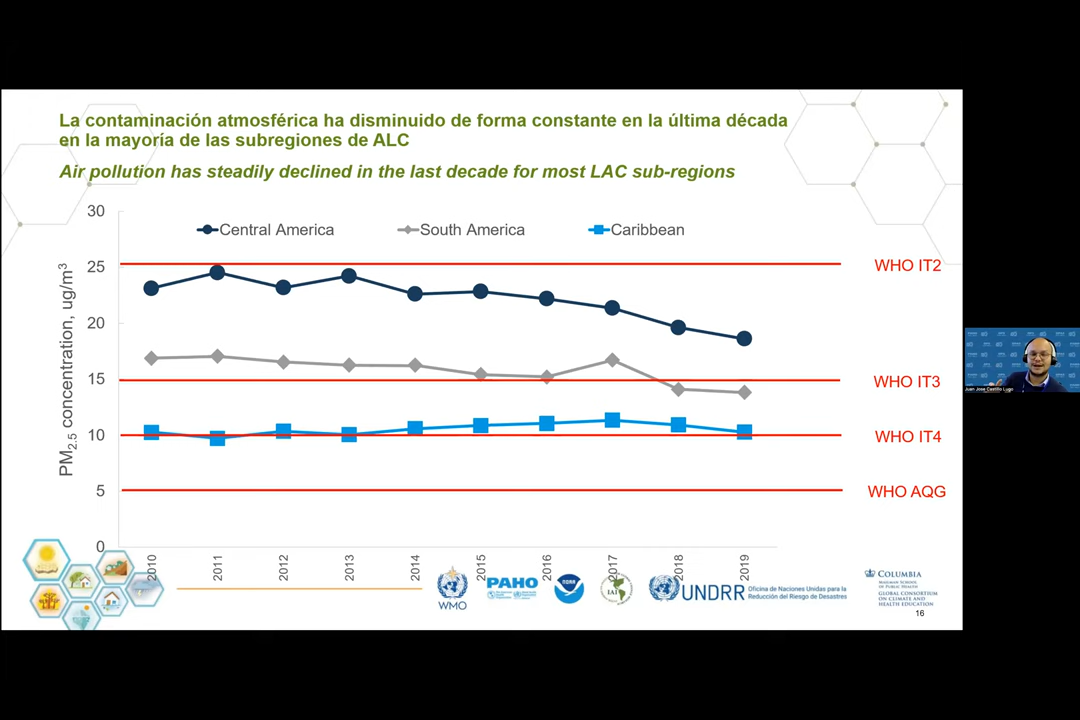 La contaminación atmosférica ha disminuido de forma constante en la última década
en la mayoría de las subregiones de ALC
Air pollution has steadily declined in the last decade for most LAC sub-regions
30
Central America
South America
Caribbean
25
WHO IT2
20
15
WHO IT3
10
WHO IT4
5
WHO AQG
0
PM2.5 concentration, ug/m3
2010
2011
2012
2013
2014
2015
2016
2017
2018
2019
WMO
PAHO
NOAA
IAI
UNDRR
Oficina de Naciones Unidas para la
Reducción del Riesgo de Desastres
COLUMBIA
MAILMAN SCHOOL
OF PUBLIC HEALTH
GLOBAL CONSORTIUM
ON CLIMATE AND
HEALTH EDUCATION
16
Juan Jose Castillo Lugo